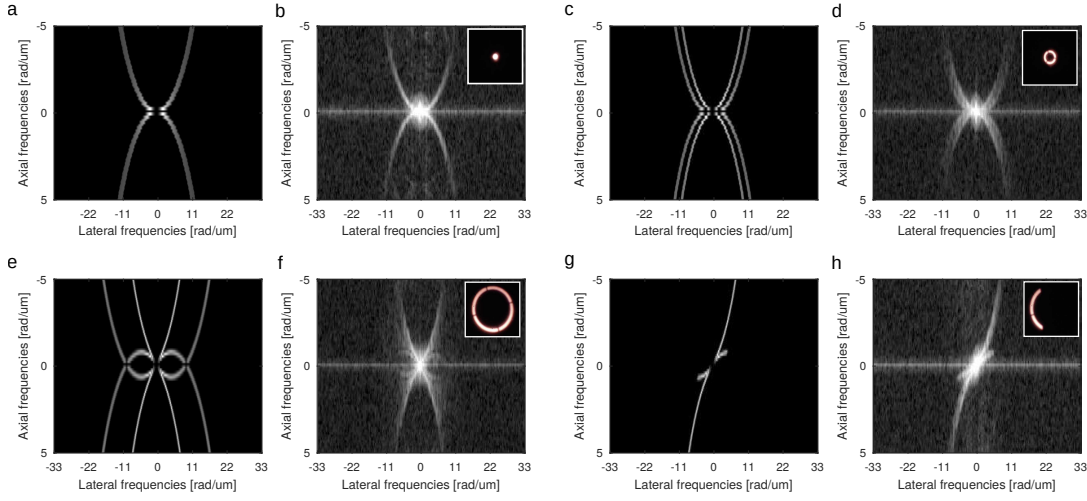 a
b
c
d
-5
0
5
Axial frequencies [rad/um]
-22 -11 0 11 22
Lateral frequencies [rad/um]
-5
0
5
Axial frequencies [rad/um]
-33 -22 -11 0 11 22 33
Lateral frequencies [rad/um]
-5
0
5
Axial frequencies [rad/um]
-22 -11 0 11 22
Lateral frequencies [rad/um]
-5
0
5
Axial frequencies [rad/um]
-33 -22 -11 0 11 22 33
Lateral frequencies [rad/um]
e
f
g
h
-5
0
5
Axial frequencies [rad/um]
-33 -22 -11 0 11 22 33
Lateral frequencies [rad/um]
-5
0
5
Axial frequencies [rad/um]
-33 -22 -11 0 11 22 33
Lateral frequencies [rad/um]
-5
0
5
Axial frequencies [rad/um]
-33 -22 -11 0 11 22 33
Lateral frequencies [rad/um]
-5
0
5
Axial frequencies [rad/um]
-33 -22 -11 0 11 22 33
Lateral frequencies [rad/um]